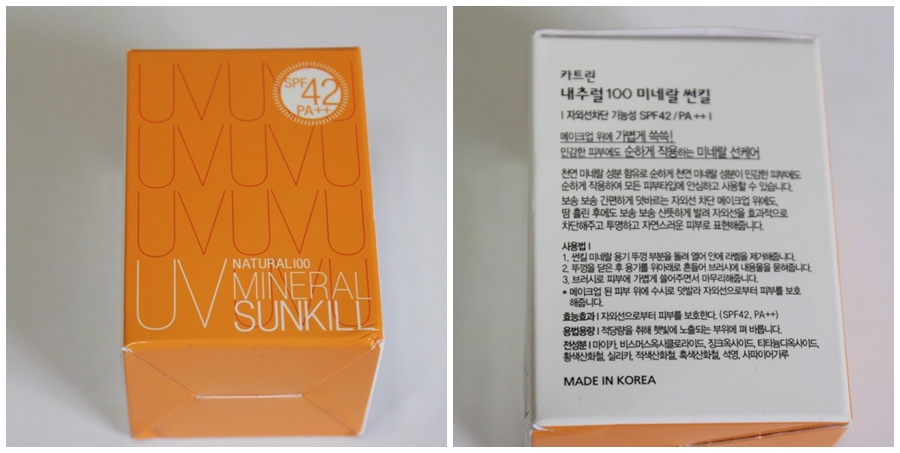 UVUVU
SPF
42
PA++
UVUVU
UVUVU
UV
NATURAL100
MINERAL
SUNKILL
카트린
내추럴100 미네랄 썬킬
| 자외선차단 기능성 SPF42/PA++|
메이크업 위에 가볍게 쓱쓱!
민감한 피부에도 순하게 작용하는 미네랄 선케어
천연 미네랄 성분 함유로 순하게 천연 미네랄 성분이 민감한 피부에도
순하게 작용하여 모든 피부타입에 안심하고 사용할 수 있습니다.
보송 보송 간편하게 덧바르는 자외선 차단 메이크업 위에도,
땀 흘린 후에도 보송 보송 산뜻하게 발려 자외선을 효과적으로
차단해주고 투명하고 자연스러운 피부로 표현해줍니다.
사용법 |
1. 썬킬 미네랄 용기 뚜껑 부분을 돌려 열어 안에 라벨을 제거해줍니다.
2. 뚜껑을 닫은 후 용기를 위아래로 흔들어 브러시에 내용물을 묻혀줍니다.
3. 브러시로 피부에 가볍게 쓸어주면서 마무리해줍니다.
* 메이크업 된 피부 위에 수시로 덧발라 자외선으로부터 피부를 보호
해줍니다.
효능효과 | 자외선으로부터 피부를 보호한다. (SPF42, PA++)
용법용량 | 적당량을 취해 햇빛에 노출되는 부위에 펴 바릅니다.
전성분 | 마이카, 비스머스옥시클로라이드, 징크옥사이드, 티타늄디옥사이드,
황색산화철, 실리카, 적색산화철, 흑색산화철, 석영, 사파이어가루
MADE IN KOREA